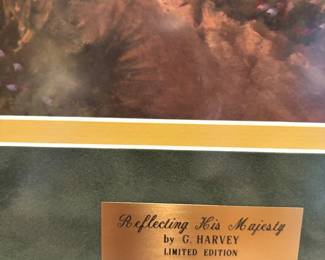 Reflecting His Majesty
by G. HARVEY
LIMITED EDITION